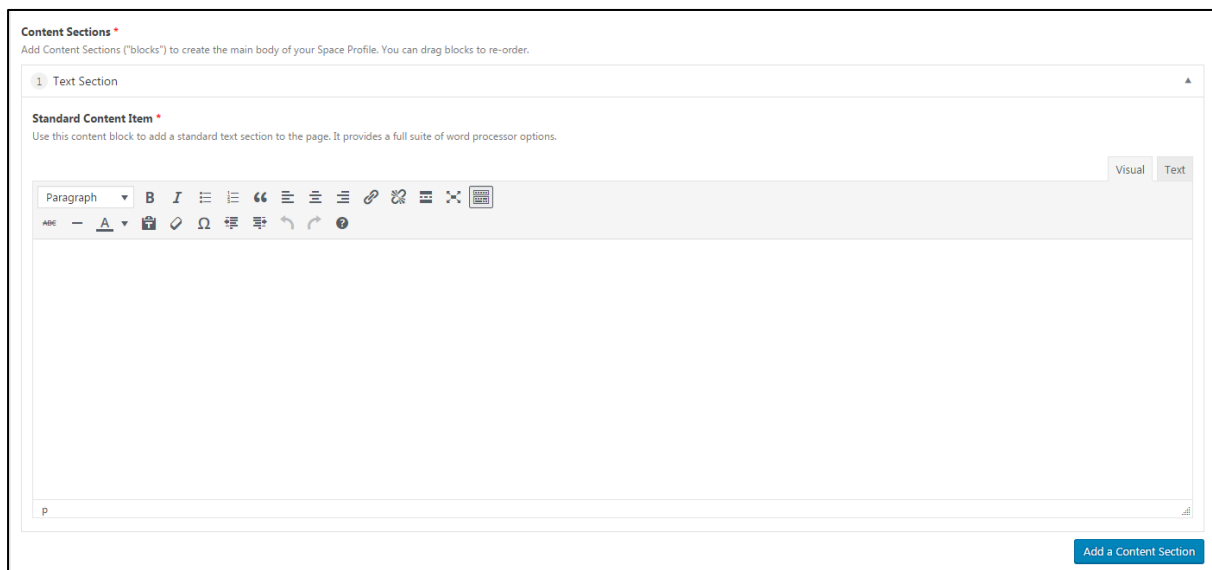 Content Sections *
Add Content Sections ("blocks") to create the main body of your Space Profile. You can drag blocks to re-order.
1 Text Section
Standard Content Item *
Use this content block to add a standard text section to the page. It provides a full suite of word processor options.
Visual Text
Paragraph B I
ABE A Ω
p
Add a Content Section